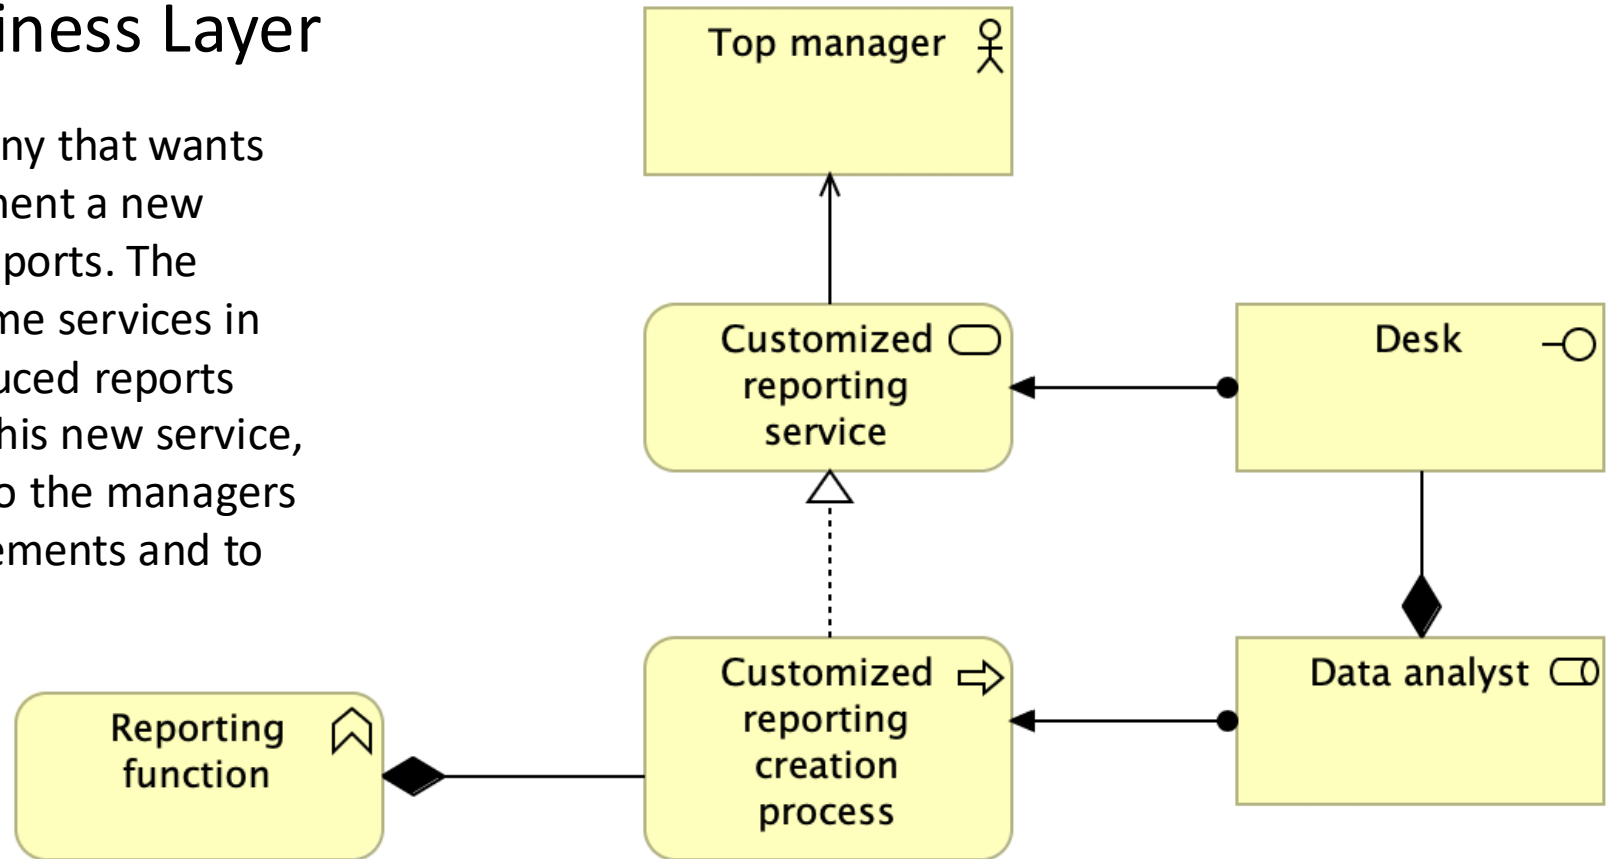 iness Layer
ny that wants
nent a new
ports. The
me services in
uced reports
his new service,
o the managers
ements and to
Top manager
Customized
reporting
service
Desk
Customized
reporting
creation
process
Data analyst
Reporting
function